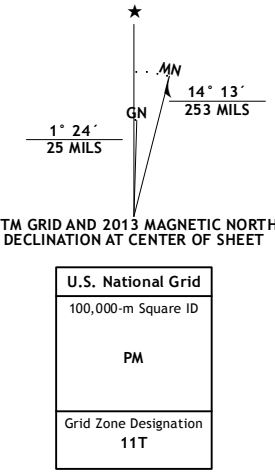 ★
MN
GN
14° 13´
253 MILS
1° 24´
25 MILS
TM GRID AND 2013 MAGNETIC NORTH
DECLINATION AT CENTER OF SHEET
U.S. National Grid
100,000-m Square ID
PM
Grid Zone Designation
11T